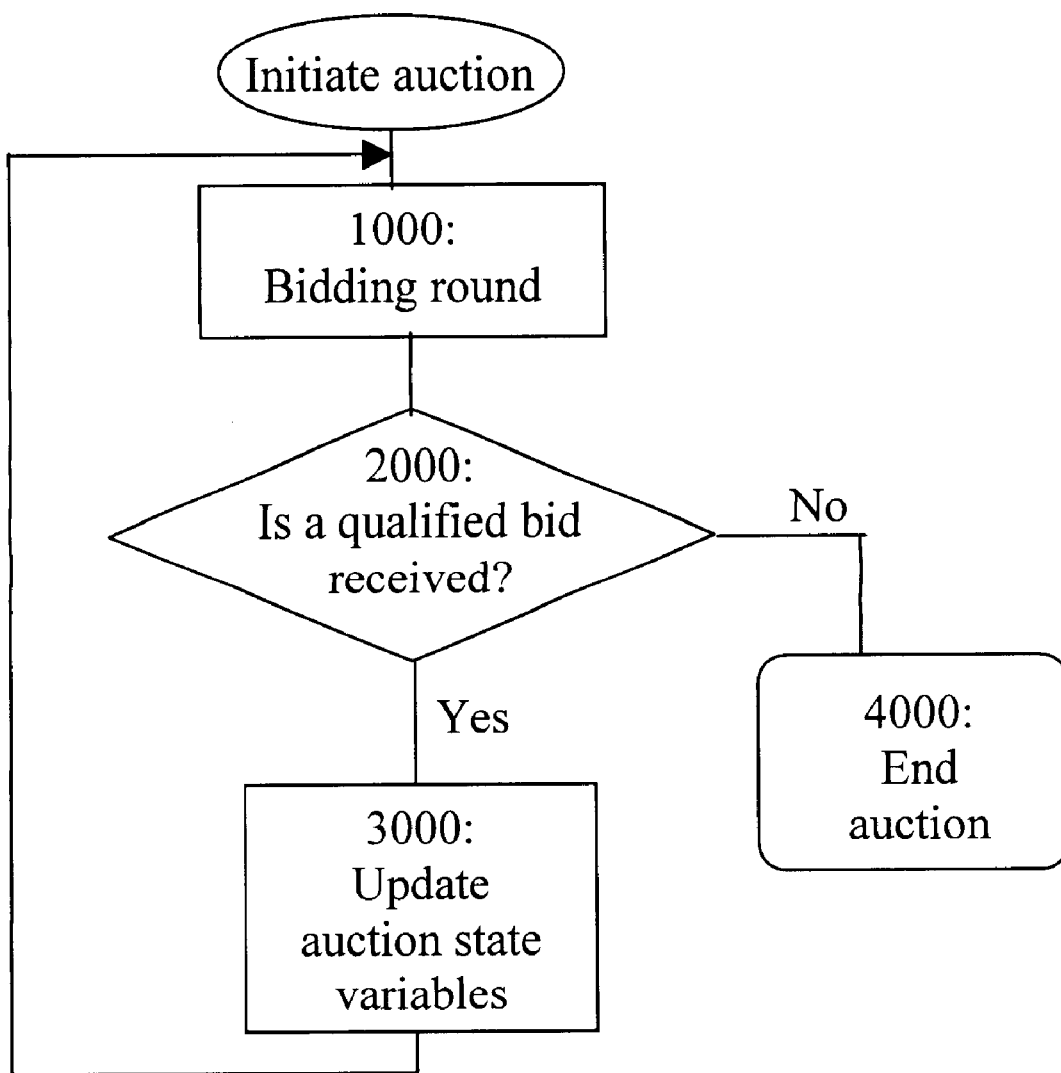 Initiate auction
1000:
Bidding round
2000:
Is a qualified bid
received?
No
Yes
4000:
End
auction
3000:
Update
auction state
variables